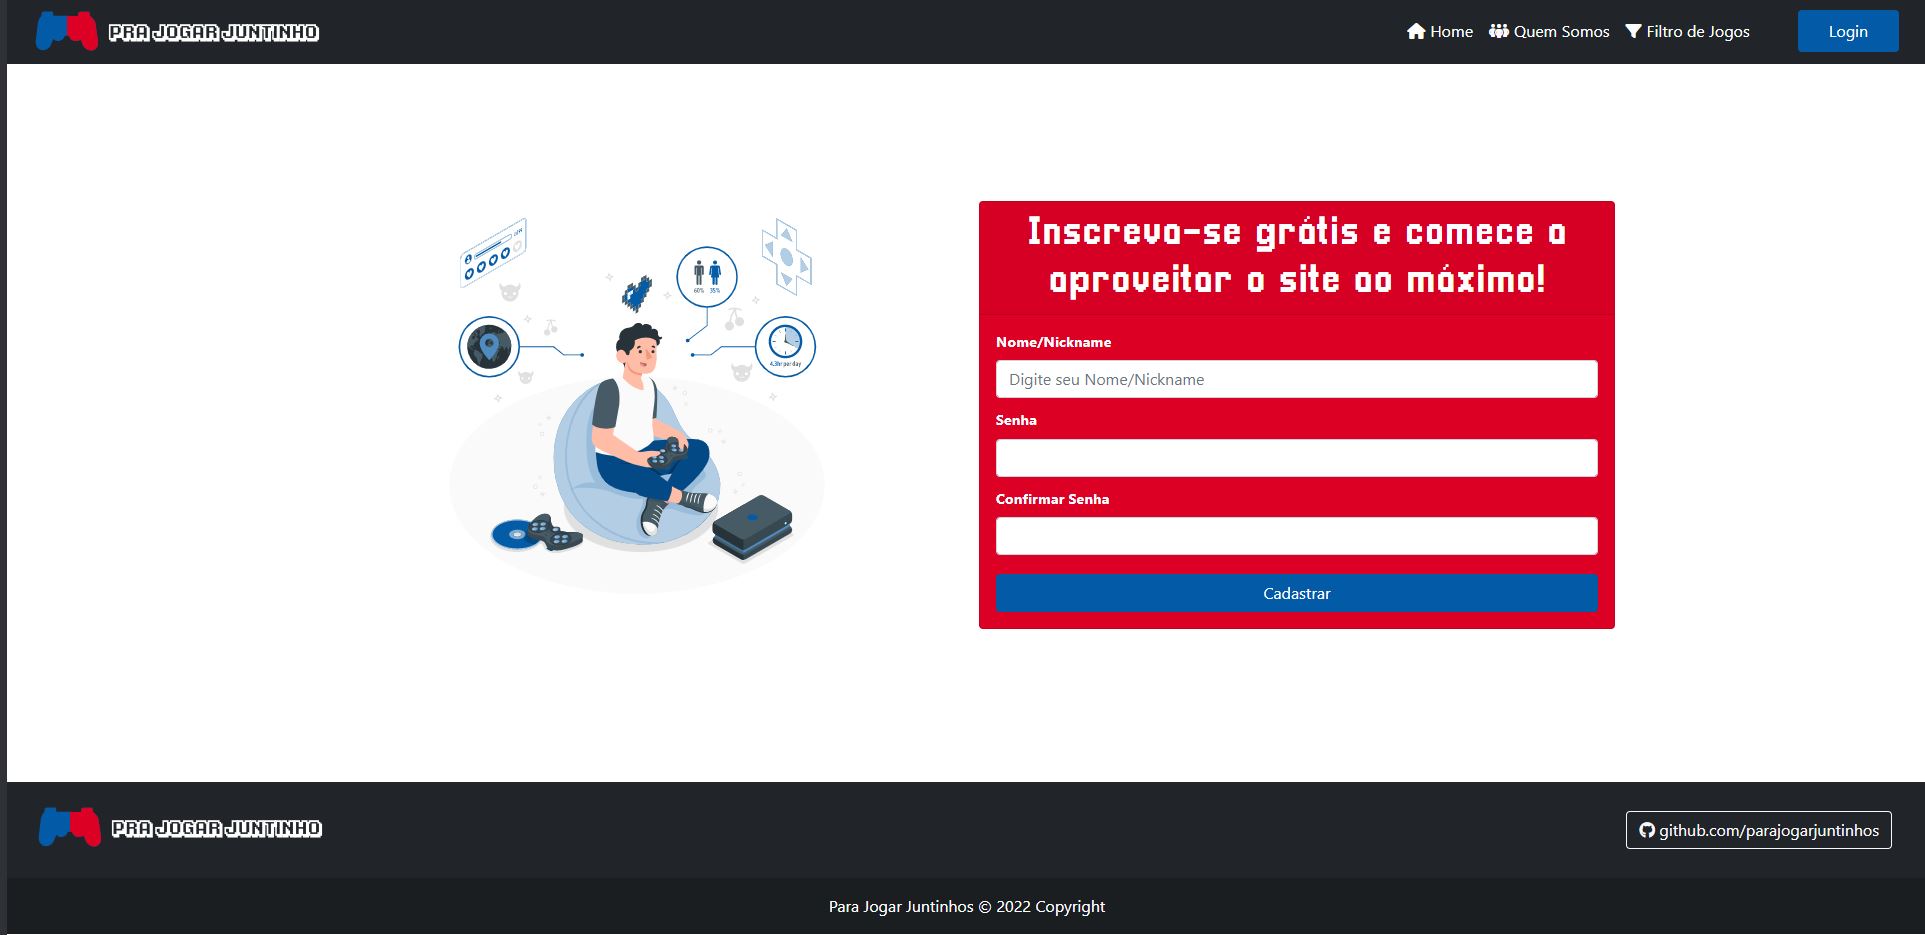 PRA JOGAR JUNTINHO
Home Quem Somos Filtro de Jogos Login
Inscreva-se grátis e comece a
aproveitar o site ao máximo!
60% 35%
4.3hr per day
Nome/Nickname
Digite seu Nome/Nickname
Senha
Confirmar Senha
Cadastrar
PRA JOGAR JUNTINHO
github.com/parajogarjuntinhos
Para Jogar Juntinhos © 2022 Copyright